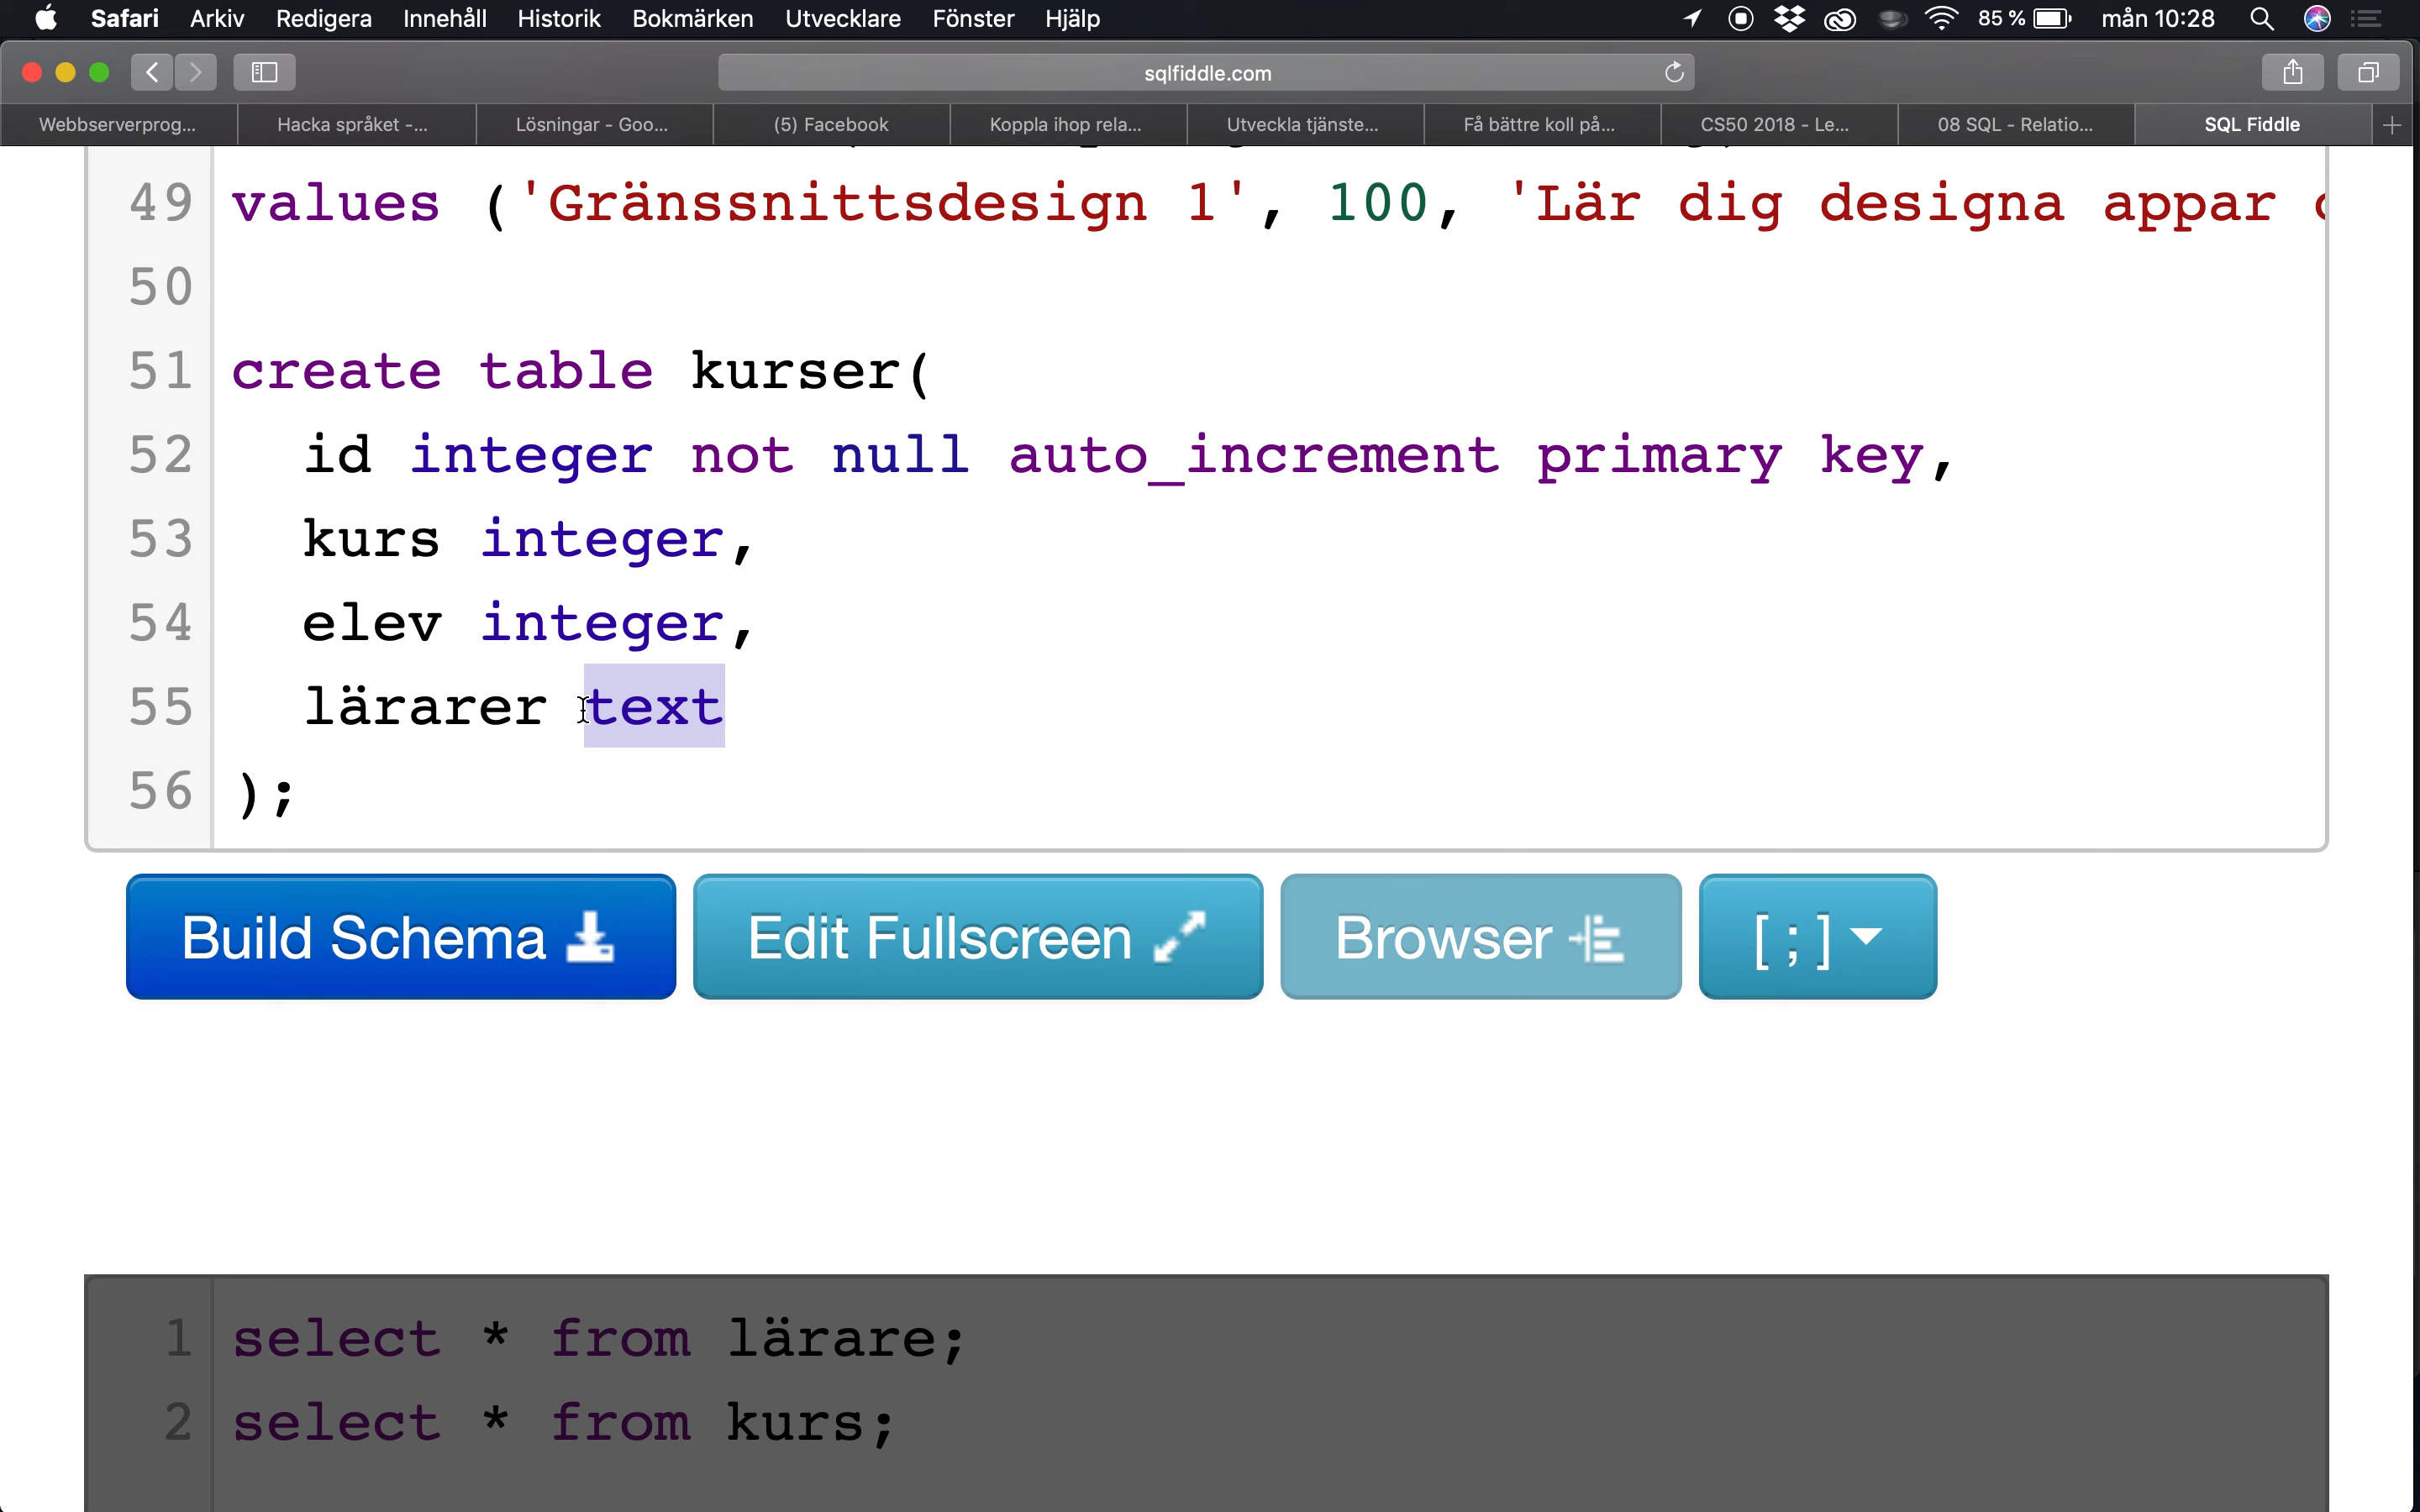 Safari Arkiv Redigera Innehåll Historik Bokmärken Utvecklare Fönster Hjälp 85 % mån 10:28
sqlfiddle.com
Webbserverprog... Hacka språket -... Lösningar - Goo... (5) Facebook Koppla ihop rela... Utveckla tjänste... Få bättre koll på... CS50 2018 - Le... 08 SQL - Relatio... SQL Fiddle
49 values ('Gränssnittsdesign 1', 100, 'Lär dig designa appar
50
51 create table kurser(
52 id integer not null auto_increment primary key,
53 kurs integer,
54 elev integer,
55 lärarer text
56 );
Build Schema Edit Fullscreen Browser [ ; ]
1 select * from lärare;
2 select * from kurs;